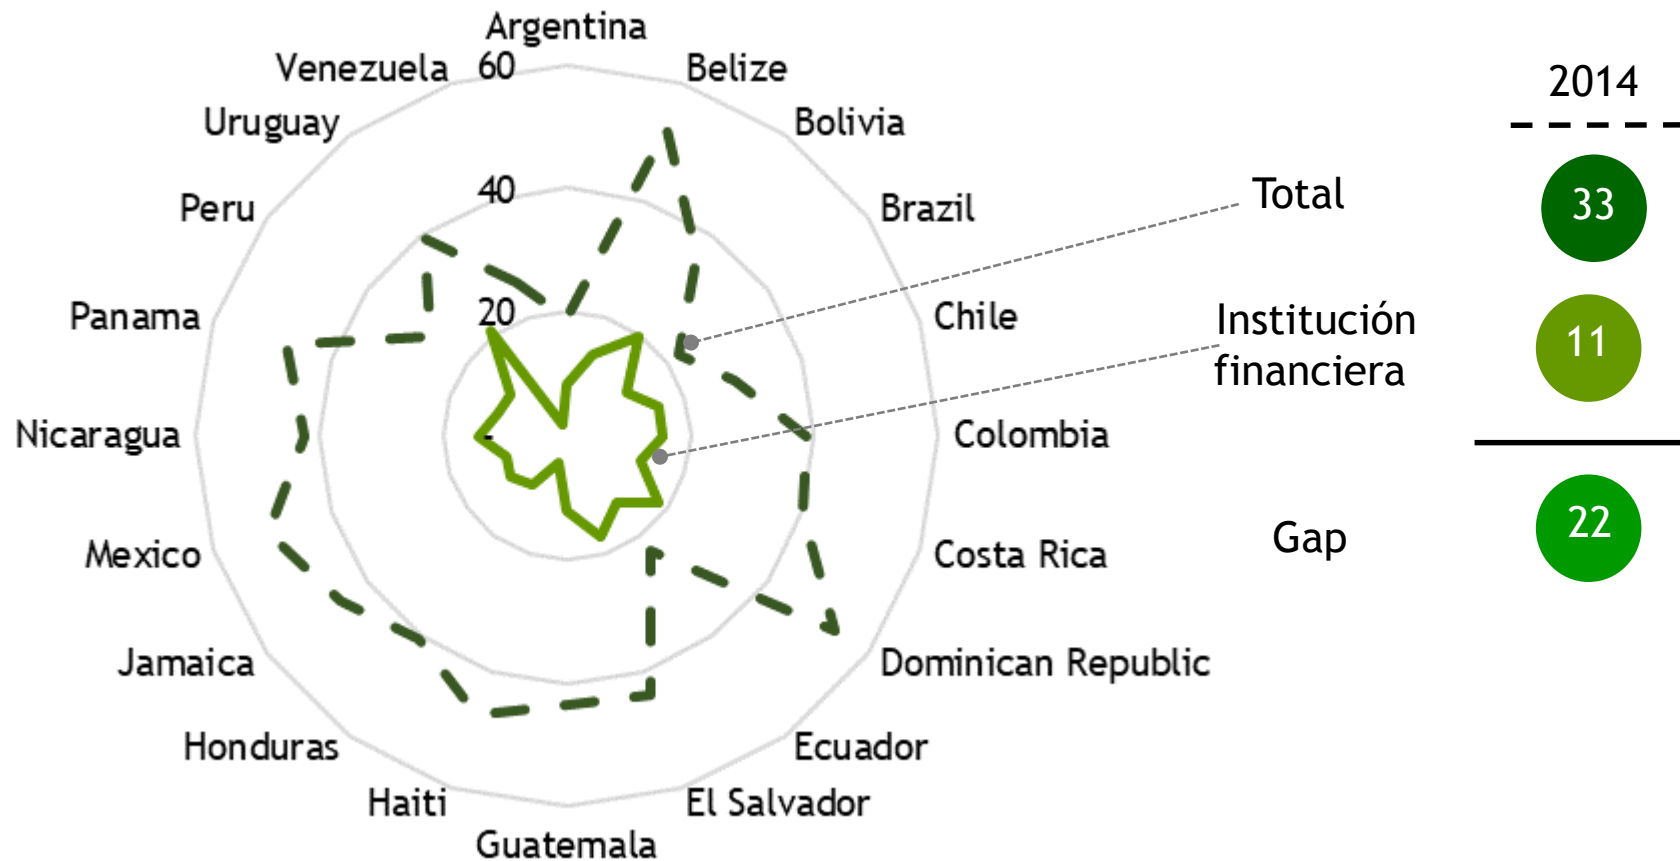 Argentina
Belize
Bolivia
Brazil
Chile
Colombia
Costa Rica
Dominican Republic
Ecuador
El Salvador
Guatemala
Haiti
Honduras
Jamaica
Mexico
Nicaragua
Panama
Peru
Uruguay
Venezuela
60
40
20
-
2014
Total
33
Institución
financiera
11
Gap
22